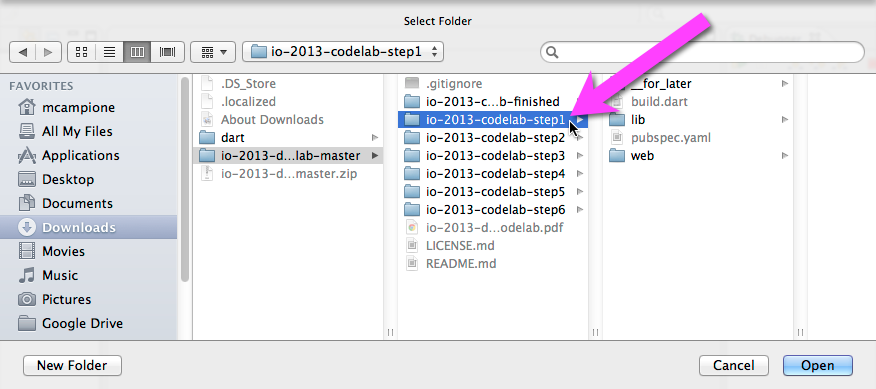 Select Folder
io-2013-codelab-step1
FAVORITES
mcampione
All My Files
Applications
Desktop
Documents
Downloads
Movies
Music
Pictures
Google Drive
.DS_Store
.localized
About Downloads
dart
io-2013-d...lab-master
io-2013-d...master.zip
.gitignore
io-2013-c...b-finished
io-2013-codelab-step1
io-2013-codelab-step2
io-2013-codelab-step3
io-2013-codelab-step4
io-2013-codelab-step5
io-2013-codelab-step6
io-2013-d...odelab.pdf
LICENSE.md
README.md
__for_later
build.dart
lib
pubspec.yaml
web
New Folder
Cancel
Open